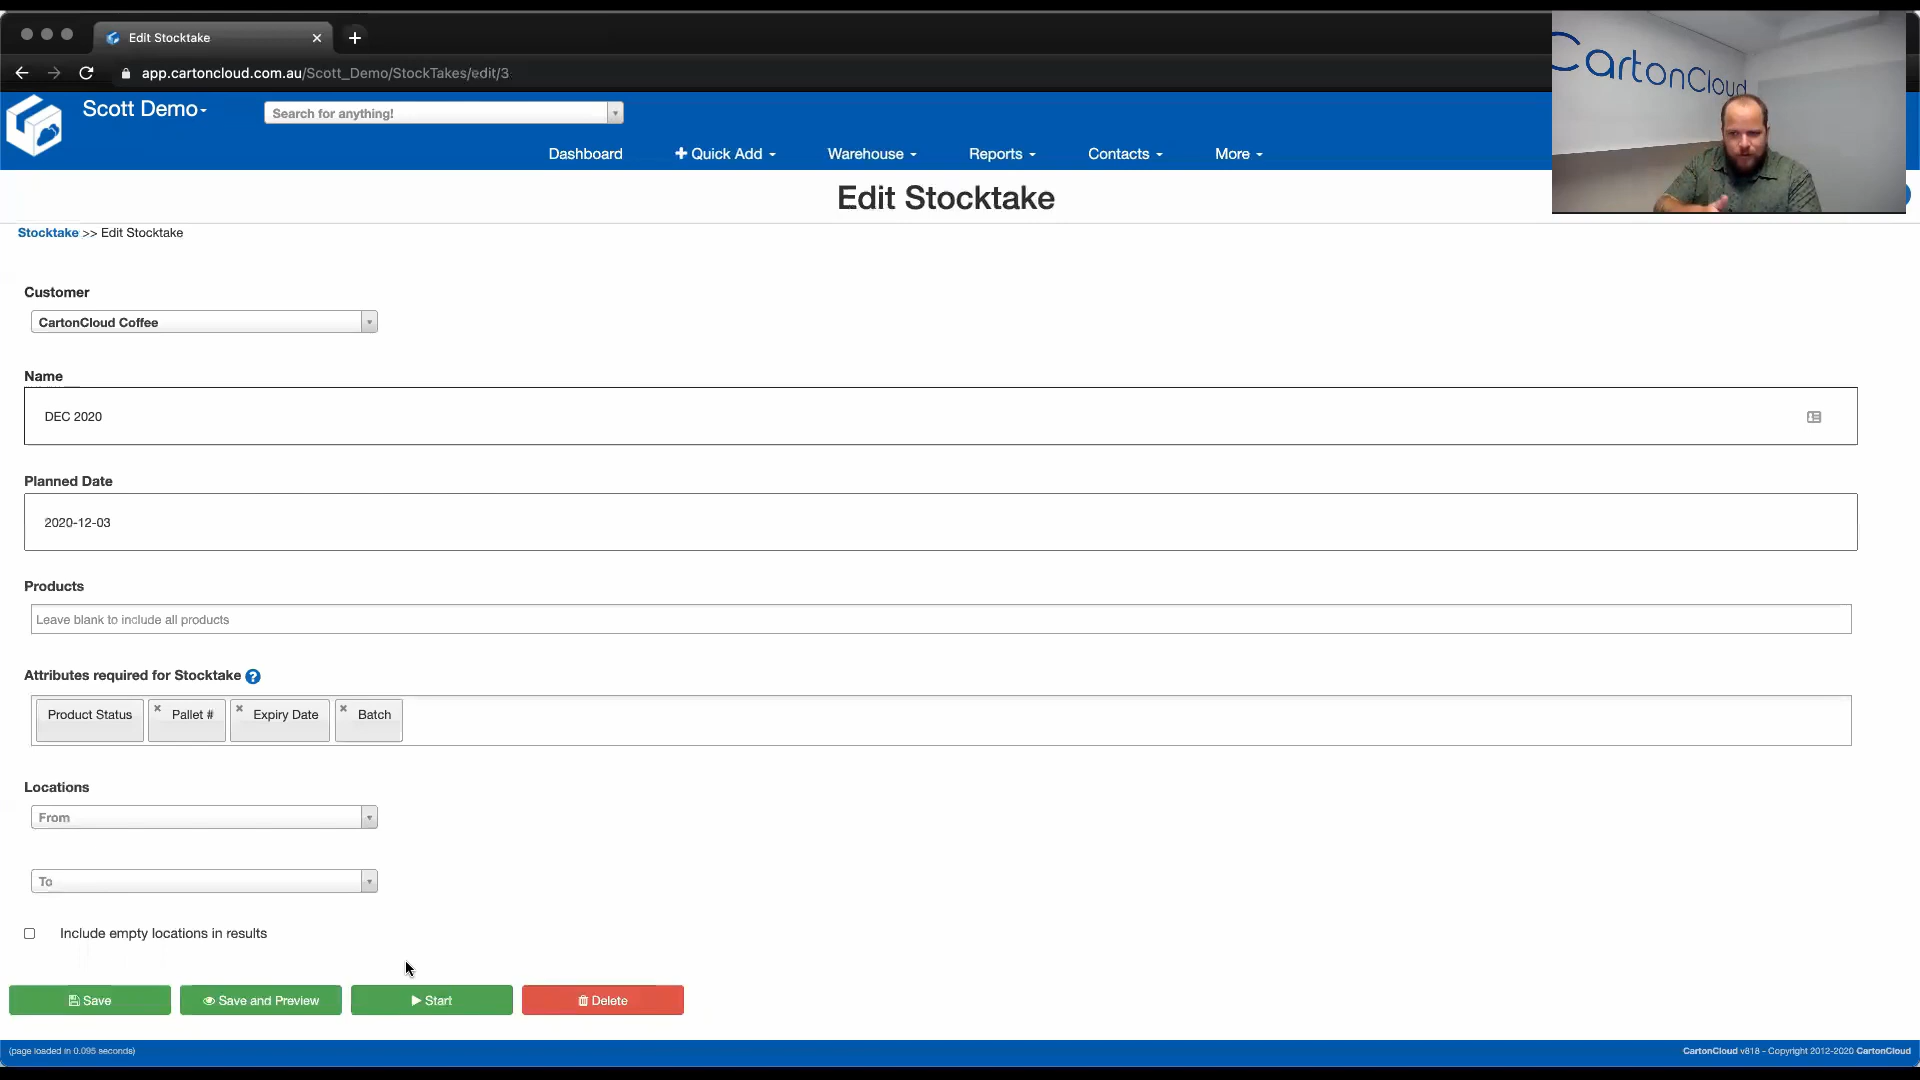 Edit Stocktake
app.cartoncloud.com.au/Scott_Demo/StockTakes/edit/3
CartonCloud
Scott Demo
Search for anything!
Dashboard
Quick Add
Warehouse
Reports
Contacts
More
Edit Stocktake
Stocktake >> Edit Stocktake
Customer
CartonCloud Coffee
Name
DEC 2020
Planned Date
2020-12-03
Products
Leave blank to include all products
Attributes required for Stocktake ?
Product Status
Pallet #
Expiry Date
Batch
Locations
From
To
Include empty locations in results
Save
Save and Preview
Start
Delete
(page loaded in 0.095 seconds)
CartonCloud v818 - Copyright 2012-2020 CartonCloud